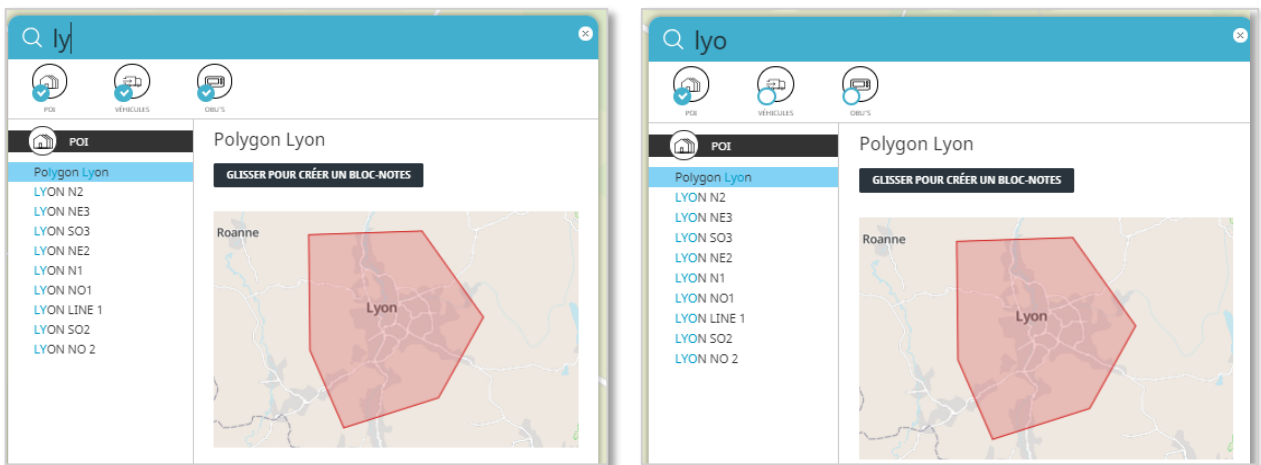 ly
POI
VÉHICULES
OBU'S
POI
Polygon Lyon
LYON N2
LYON NE3
LYON SO3
LYON NE2
LYON N1
LYON NO1
LYON LINE 1
LYON SO2
LYON NO 2
Polygon Lyon
GLISSER POUR CRÉER UN BLOC-NOTES
Roanne
Lyon
lyo
POI
VÉHICULES
OBU'S
POI
Polygon Lyon
LYON N2
LYON NE3
LYON SO3
LYON NE2
LYON N1
LYON NO1
LYON LINE 1
LYON SO2
LYON NO 2
Polygon Lyon
GLISSER POUR CRÉER UN BLOC-NOTES
Roanne
Lyon